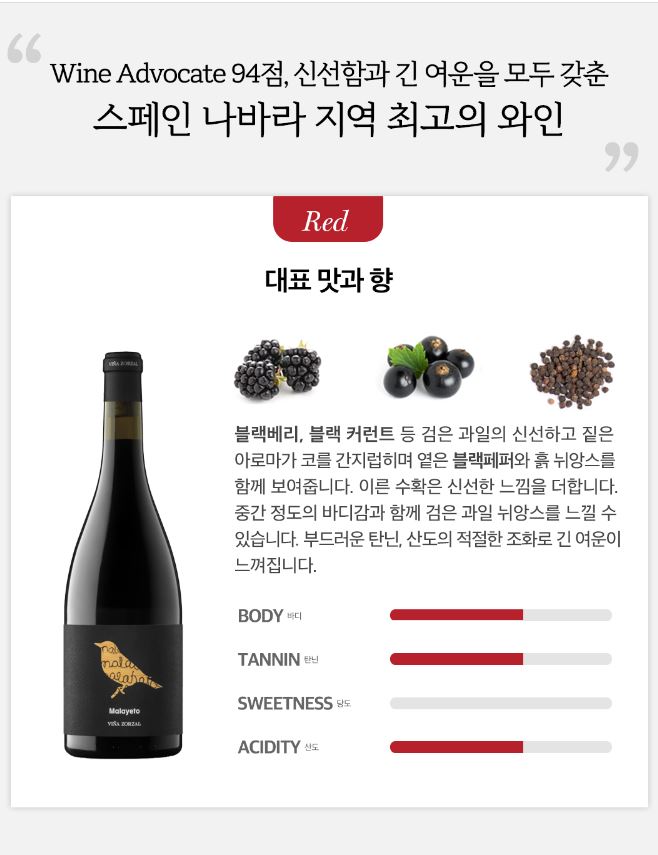 “
Wine Advocate 94점, 신선함과 긴 여운을 모두 갖춘
스페인 나바라 지역 최고의 와인
”
Red
대표 맛과 향
블랙베리, 블랙 커런트 등 검은 과일의 신선하고 짙은
아로마가 코를 간지럽히며 옅은 블랙페퍼와 흙 뉘앙스를
함께 보여줍니다. 이른 수확은 신선한 느낌을 더합니다.
중간 정도의 바디감과 함께 검은 과일 뉘앙스를 느낄 수
있습니다. 부드러운 탄닌, 산도의 적절한 조화로 긴 여운이
느껴집니다.
BODY 바디
TANNIN 탄닌
SWEETNESS 당도
ACIDITY 산도
VIÑA ZORZAL
Malayeto
VIÑA ZORZAL